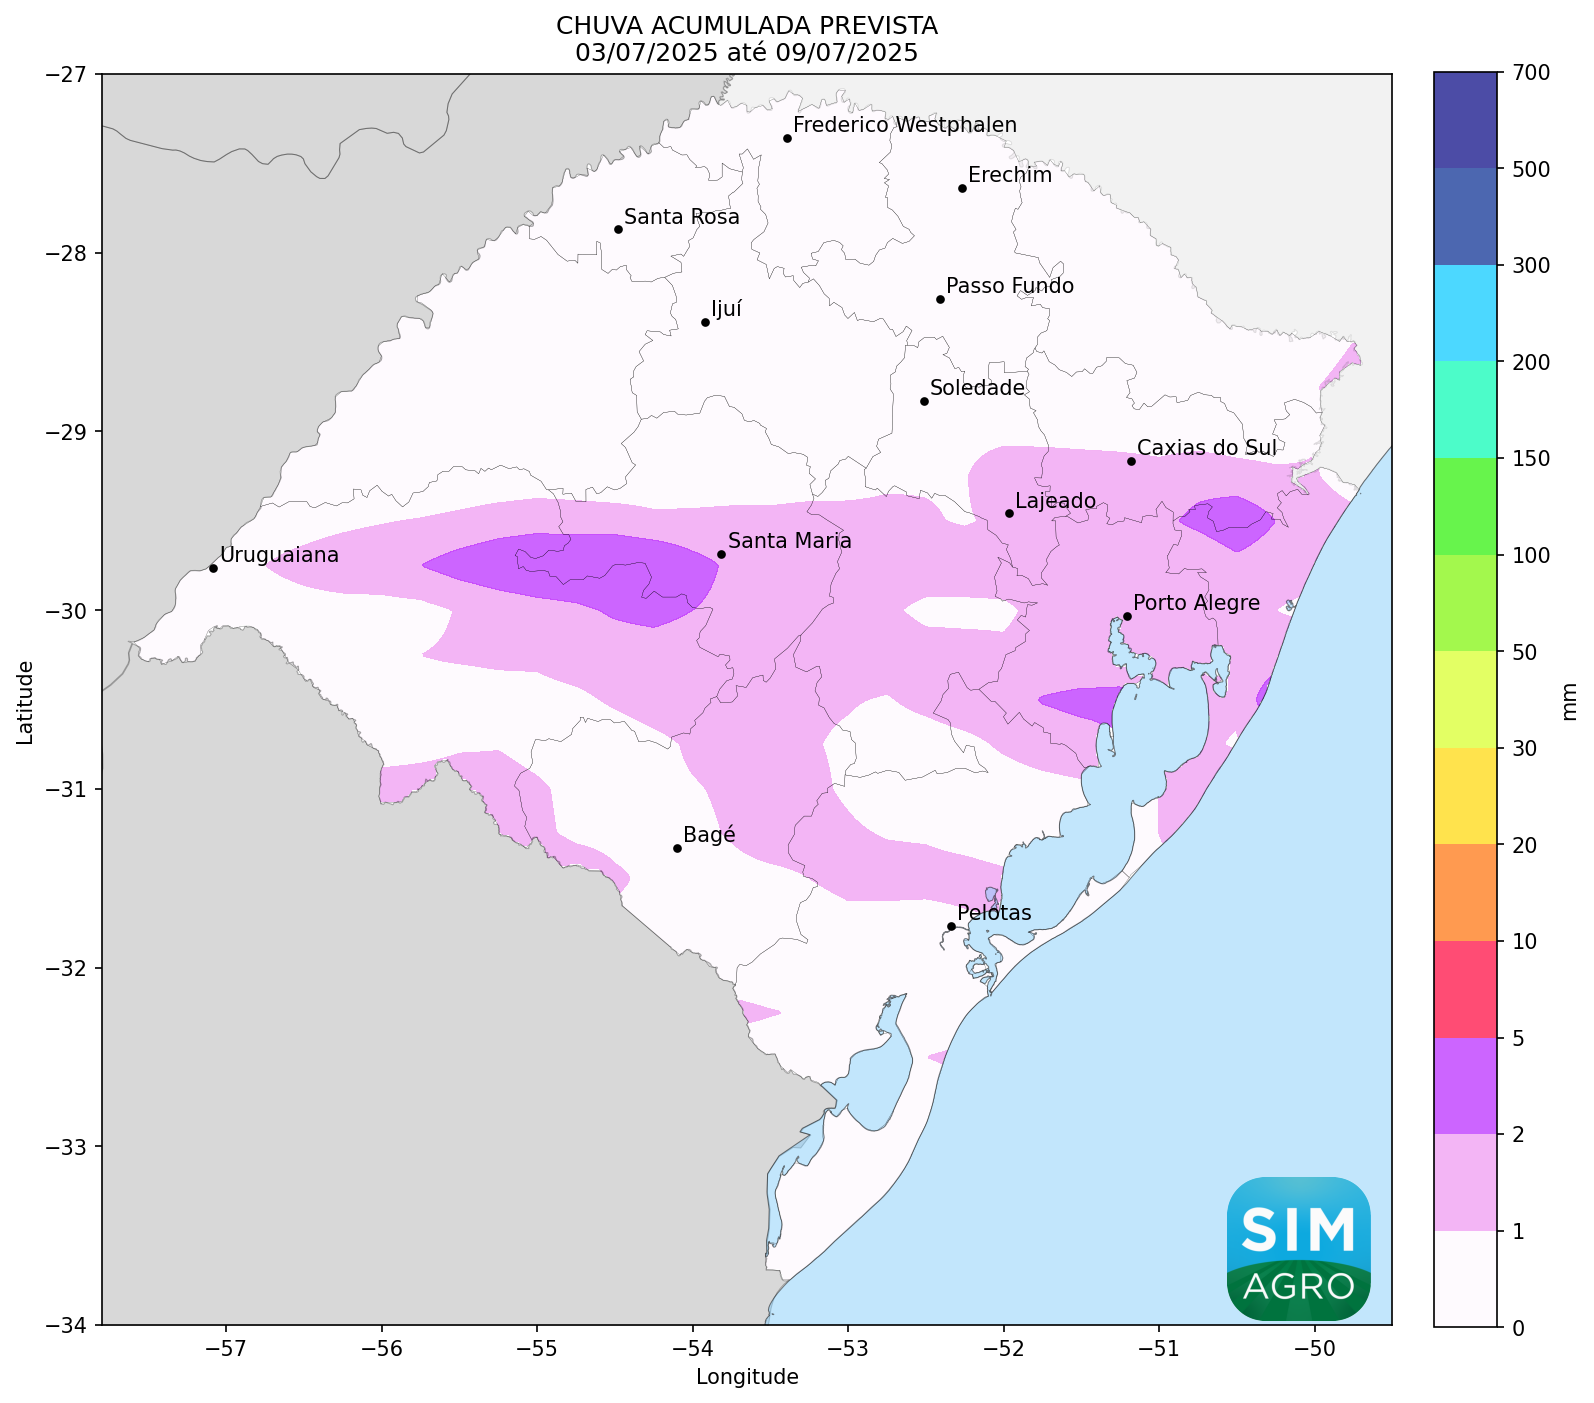 CHUVA ACUMULADA PREVISTA
03/07/2025 até 09/07/2025
−27
−28
−29
−30
−31
−32
−33
−34
Latitude
−57
−56
−55
−54
−53
−52
−51
−50
Longitude
Frederico Westphalen
Erechim
Santa Rosa
Passo Fundo
Ijuí
Soledade
Caxias do Sul
Lajeado
Santa Maria
Uruguaiana
Porto Alegre
Bagé
Pelotas
SIM
AGRO
700
500
300
200
150
100
50
30
20
10
5
2
1
0
mm